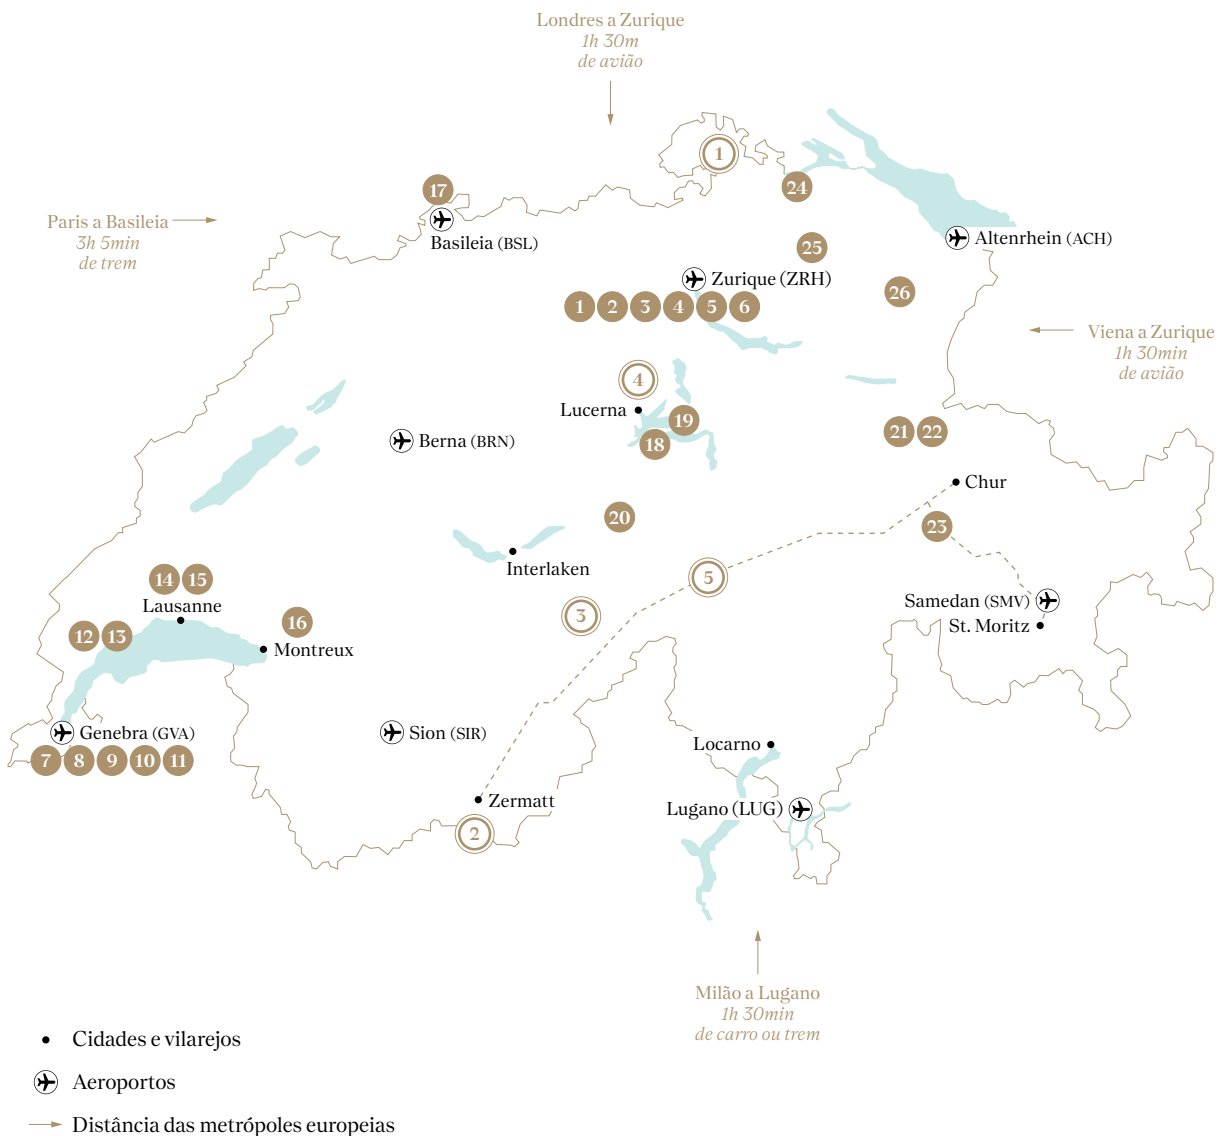 Londres a Zurique
1h 30m
de avião
1
17
24
Paris a Basileia
3h 5min
de trem
Basileia (BSL)
25
Altenrhein (ACH)
Zurique (ZRH)
26
1 2 3 4 5 6
Viena a Zurique
1h 30min
de avião
4
Lucerna
19
18
21 22
Berna (BRN)
Chur
20
23
Interlaken
5
14 15
Lausanne
Samedan (SMV)
St. Moritz
3
16
12 13
Montreux
Genebra (GVA)
Sion (SIR)
Locarno
7 8 9 10 11
Zermatt
Lugano (LUG)
2
Milão a Lugano
1h 30min
de carro ou trem
Cidades e vilarejos
Aeroportos
Distância das metrópoles europeias